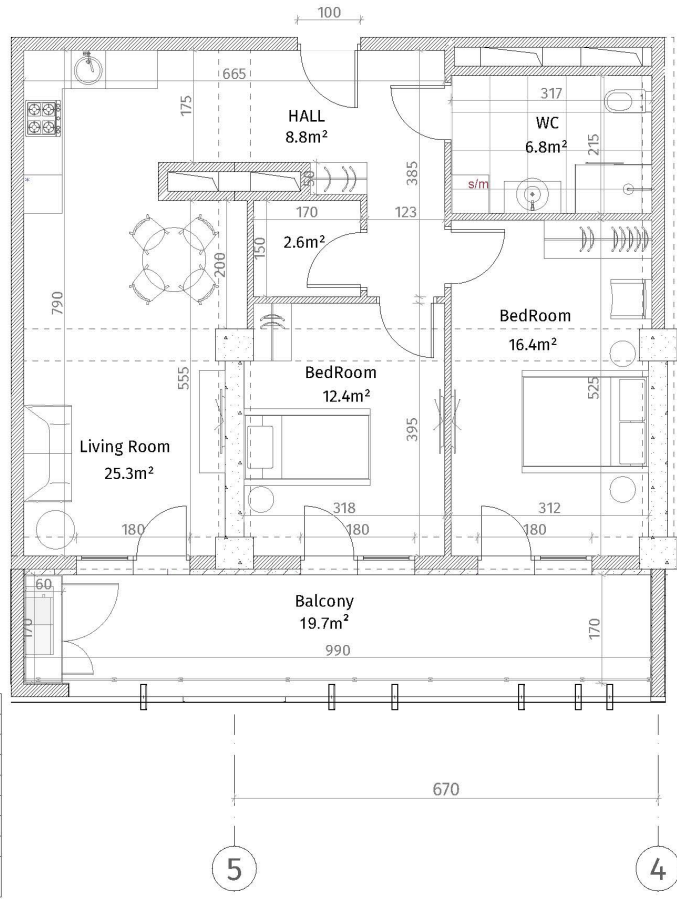 100
665
HALL
8.8m²
175
317
WC
6.8m²
215
s/m
50
385
170
123
2.6m²
150
200
790
BedRoom
16.4m²
BedRoom
12.4m²
555
525
395
Living Room
25.3m²
318
312
180
180
180
60
Balcony
19.7m²
170
170
990
670
5
4